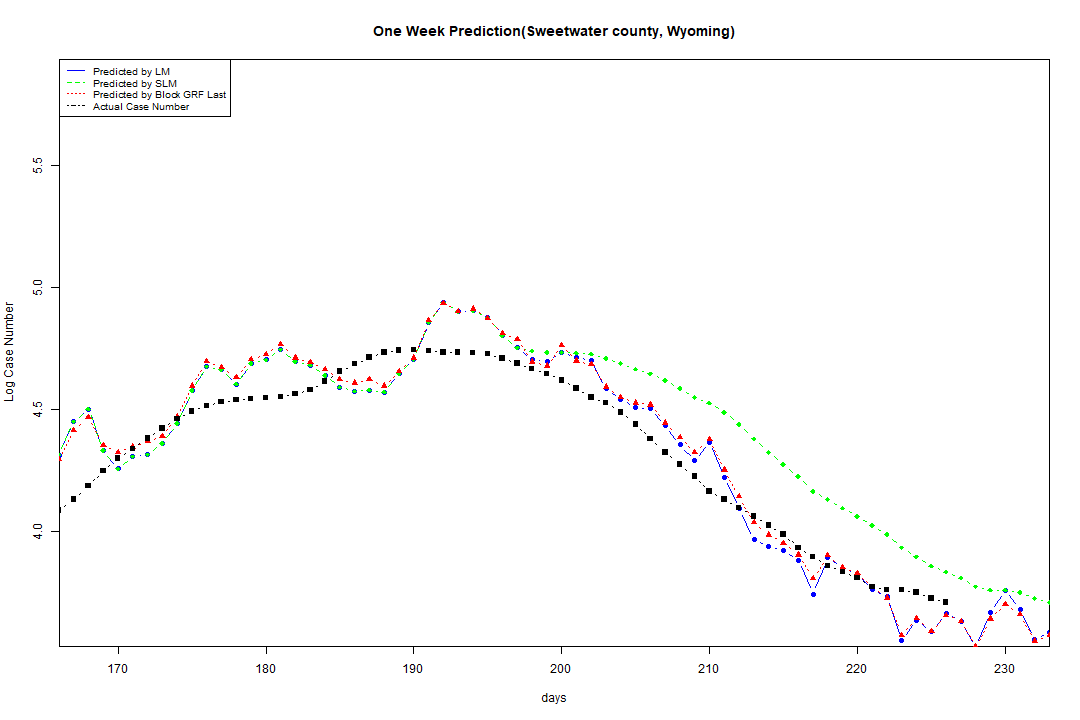 One Week Prediction(Sweetwater county, Wyoming)
Predicted by LM
Predicted by SLM
Predicted by Block GRF Last
Actual Case Number
5.5
5.0
4.5
4.0
Log Case Number
170 180 190 200 210 220 230
days